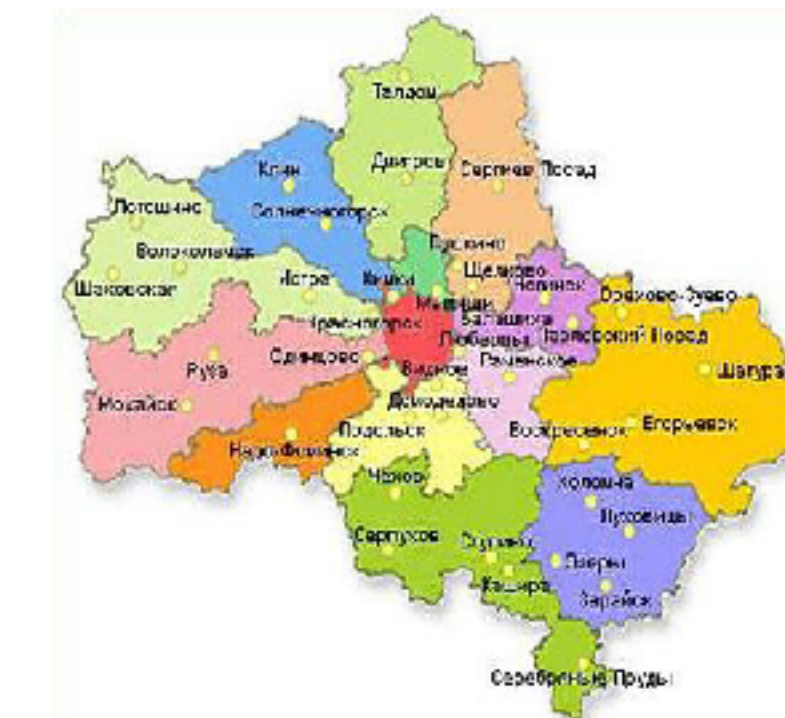 Талдом
Дмитров
Сергиев Посад
Клин
Солнечногорск
Лотошино
Волоколамск
Шаховская
Истра
Пушкино
Щелково
Химки
Мытищи
Ногинск
Орехово-Зуево
Красногорск
Балашиха
Павловский Посад
Люберцы
Одинцово
Видное
Раменское
Руза
Шатура
Можайск
Домодедово
Подольск
Воскресенск
Егорьевск
Наро-Фоминск
Чехов
Коломна
Луховицы
Серпухов
Ступино
Озеры
Кашира
Зарайск
Серебряные Пруды